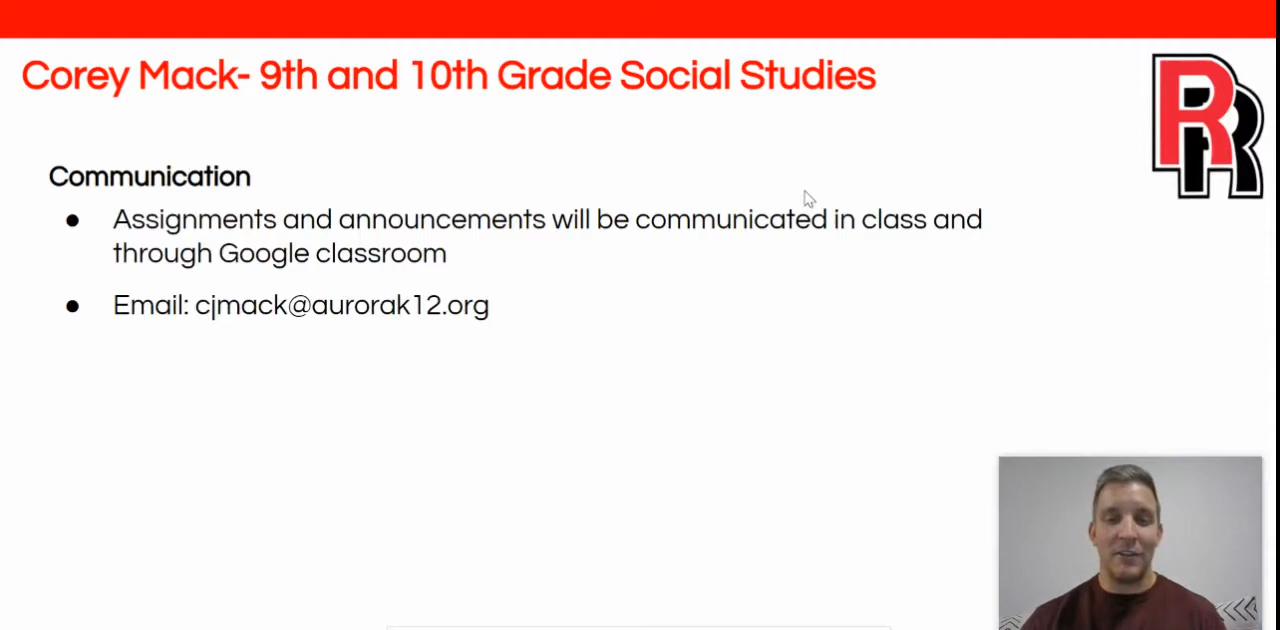 Corey Mack- 9th and 10th Grade Social Studies
RR
Communication
● Assignments and announcements will be communicated in class and
through Google classroom
● Email: cjmack@aurorak12.org